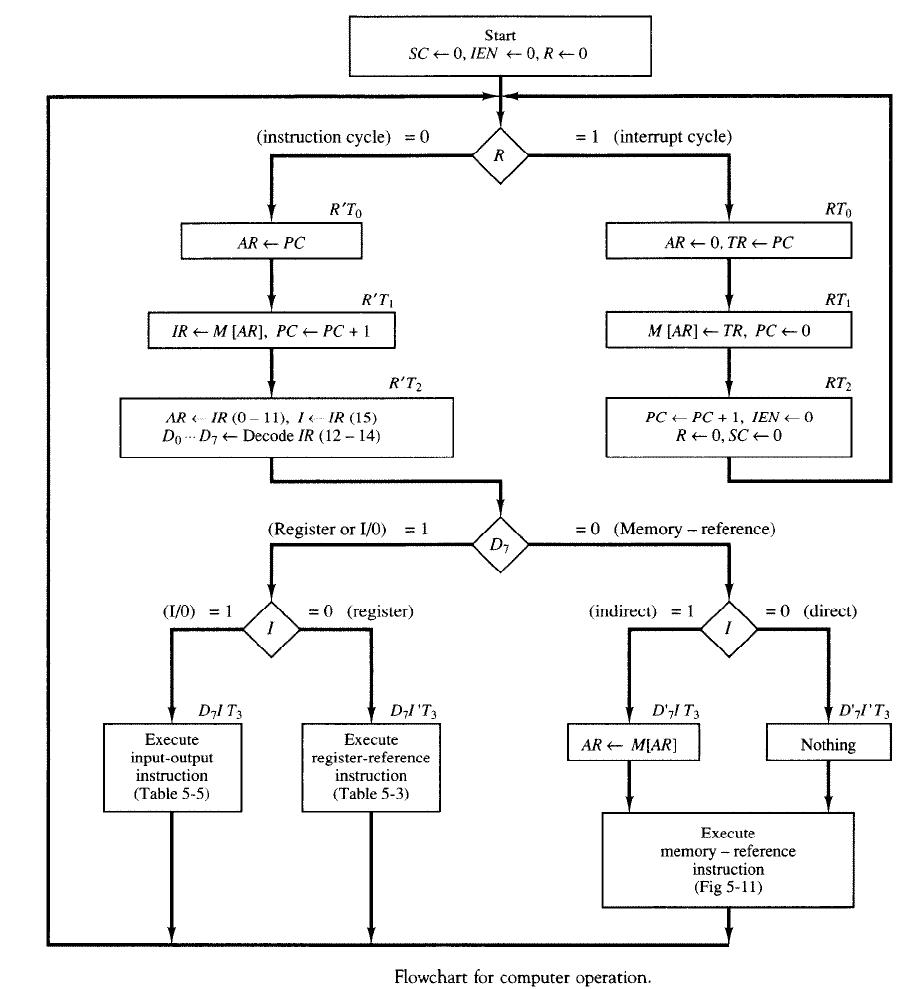 Start
SC ← 0, IEN ← 0, R ← 0
(instruction cycle) = 0
= 1 (interrupt cycle)
R
R'T₀
AR ← PC
RT₀
AR ← 0, TR ← PC
R'T₁
IR ← M [AR], PC ← PC + 1
RT₁
M [AR] ← TR, PC ← 0
R'T₂
AR ← IR (0 – 11), I ← IR (15)
D₀ ··· D₇ ← Decode IR (12 – 14)
RT₂
PC ← PC + 1, IEN ← 0
R ← 0, SC ← 0
(Register or I/0) = 1
= 0 (Memory – reference)
D₇
(I/0) = 1
= 0 (register)
I
(indirect) = 1
= 0 (direct)
I
D₇I T₃
Execute
input-output
instruction
(Table 5-5)
D₇I'T₃
Execute
register-reference
instruction
(Table 5-3)
D'₇I T₃
AR ← M[AR]
D'₇I'T₃
Nothing
Execute
memory – reference
instruction
(Fig 5-11)
Flowchart for computer operation.